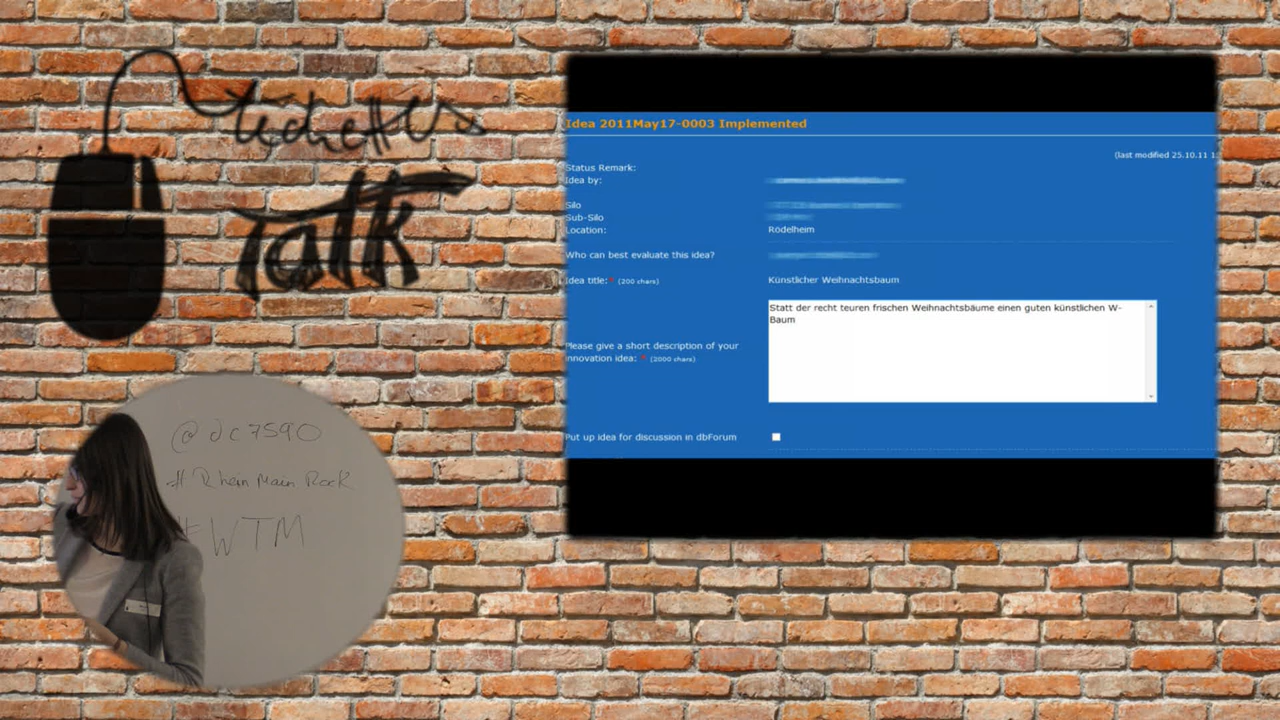 Talk
@dc7590
#RheinMainRock
#WTM
Idea 2011May17-0003 Implemented
(last modified 25.10.11 1
Status Remark:
Idea by:
Silo
Sub-Silo
Location: Rödelheim
Who can best evaluate this idea?
Idea title: * (200 chars) Künstlicher Weihnachtsbaum
Statt der recht teuren frischen Weihnachtsbäume einen guten künstlichen W-
Baum
Please give a short description of your
innovation idea: * (2000 chars)
Put up idea for discussion in dbForum